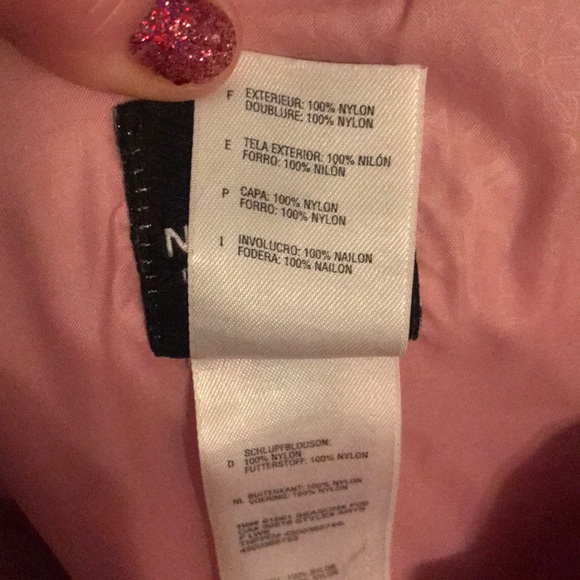 F EXTERIEUR: 100% NYLON
DOUBLURE: 100% NYLON
E TELA EXTERIOR: 100% NILÓN
FORRO: 100% NILÓN
P CAPA: 100% NYLON
FORRO: 100% NYLON
I INVOLUCRO: 100% NAILON
FODERA: 100% NAILON
N
SCHLUPFBLOUSON:
D 100% NYLON
FUTTERSTOFF: 100% NYLON
NL BUITENKANT: 100% NYLON
VOERING: 100% NYLON
100% NYLON